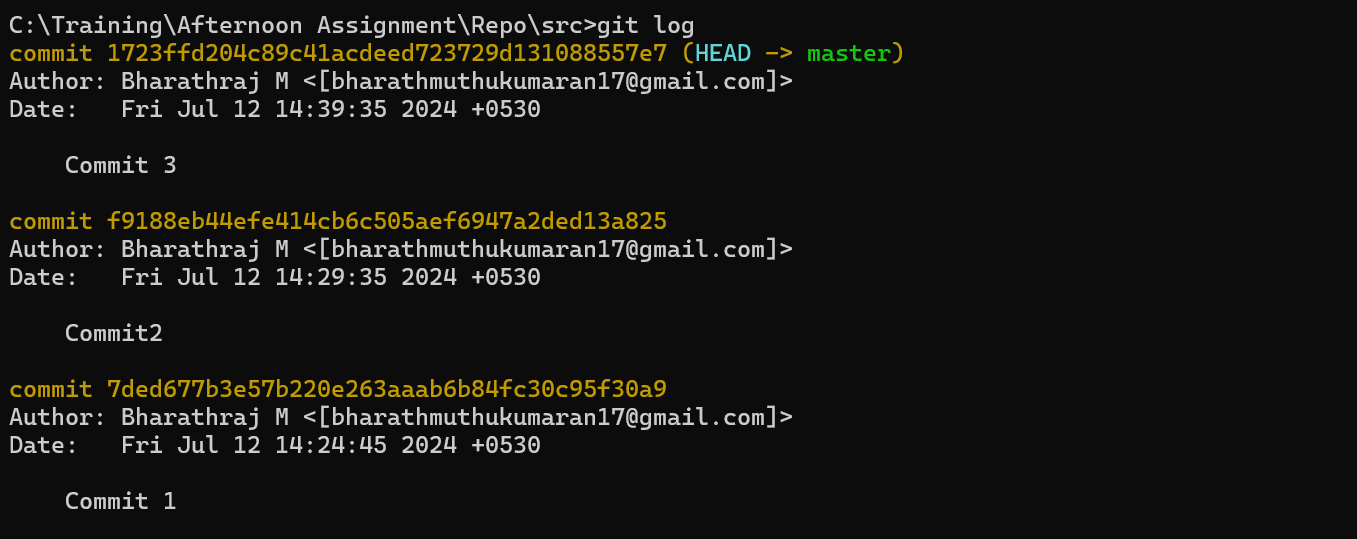 C:\Training\Afternoon Assignment\Repo\src>git log
commit 1723ffd204c89c41acdeed723729d131088557e7 (HEAD -> master)
Author: Bharathraj M <[bharathmuthukumaran17@gmail.com]>
Date:   Fri Jul 12 14:39:35 2024 +0530
    Commit 3
commit f9188eb44efe414cb6c505aef6947a2ded13a825
Author: Bharathraj M <[bharathmuthukumaran17@gmail.com]>
Date:   Fri Jul 12 14:29:35 2024 +0530
    Commit2
commit 7ded677b3e57b220e263aaab6b84fc30c95f30a9
Author: Bharathraj M <[bharathmuthukumaran17@gmail.com]>
Date:   Fri Jul 12 14:24:45 2024 +0530
    Commit 1